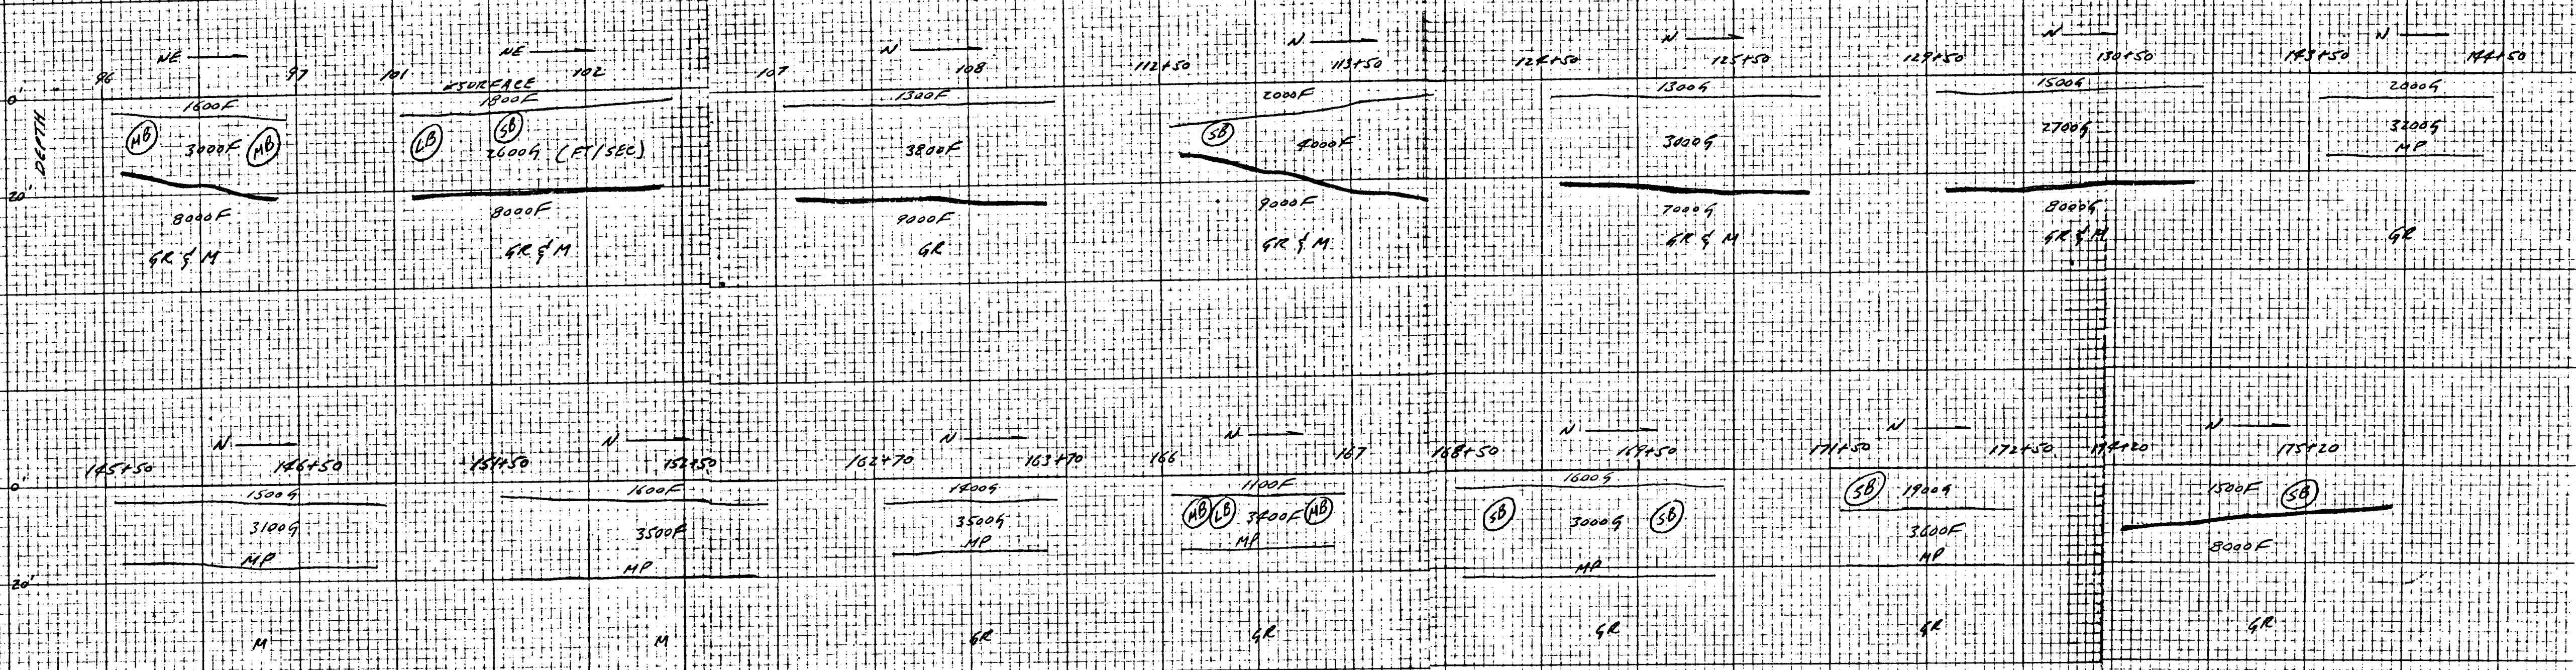 NE NE N N N N N
96 97 101 102 107 108 112+50 113+50 124+50 125+50 129+50 130+50 143+50 144+50
SURFACE
0' 1600F 1800F 1300F 2000F 1300G 1500G 2000G
DEPTH
MB 3000F MB LB SB 2600G (FT/SEC) 3800F SB 4000F 3000G 2700G 3200G
MP
20' 8000F 8000F 9000F 9000F 7000G 8000G
GR & M GR & M GR GR & M GR & M GR & M GR
N N N N N N N
145+50 146+50 151+50 152+50 162+70 163+70 166 167 168+50 169+50 171+50 172+50 174+20 175+20
0' 1500G 1600F 1400G 1100F 1600G SB 1900G 1500F SB
3100G 3500F 3500G MB LB 3400F MB SB 3000G SB 3600F 8000F
MP MP MP MP MP MP
20'
M M GR GR GR GR GR